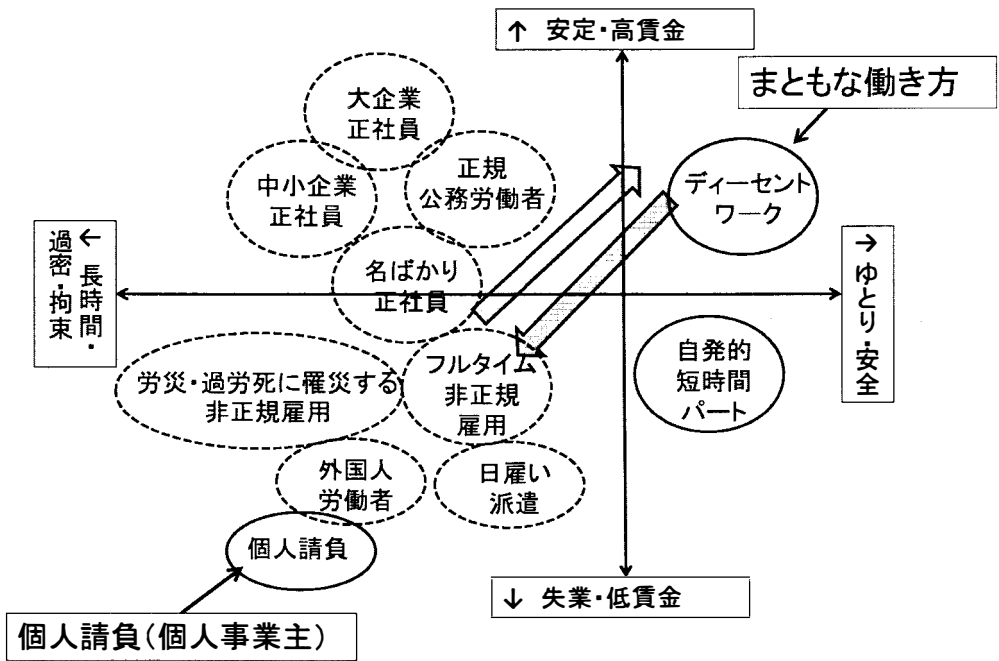 ↑ 安定・高賃金
まともな働き方
大企業
正社員
中小企業
正社員
正規
公務労働者
ディーセント
ワーク
← 長時間・
過密・拘束
名ばかり
正社員
→ ゆとり・安全
労災・過労死に罹災する
非正規雇用
フルタイム
非正規
雇用
自発的
短時間
パート
外国人
労働者
日雇い
派遣
個人請負
↓ 失業・低賃金
個人請負(個人事業主)